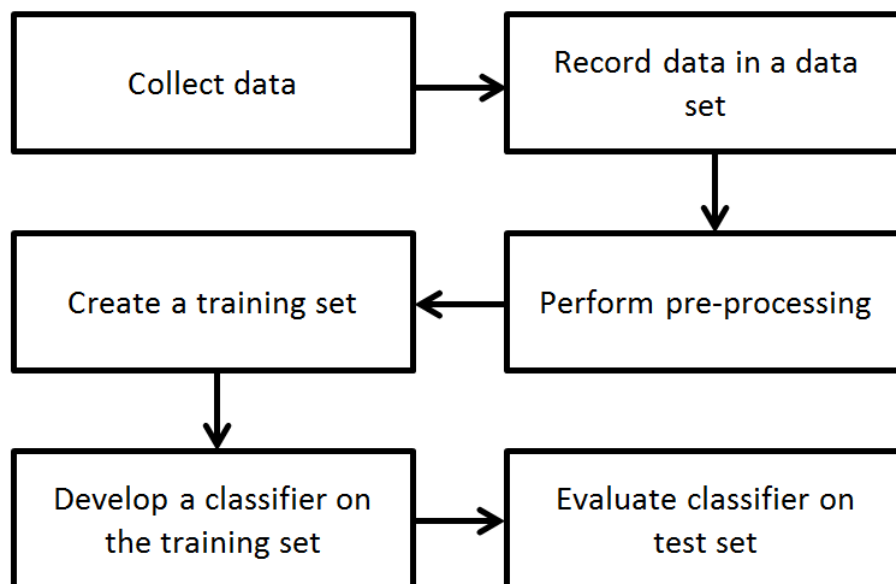 Collect data
Record data in a data
set
Create a training set
Perform pre-processing
Develop a classifier on
the training set
Evaluate classifier on
test set